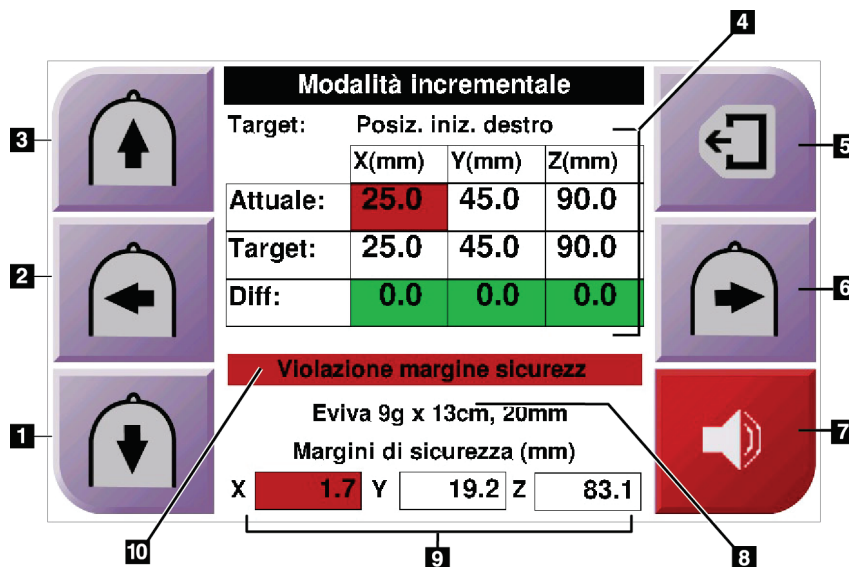 4
Modalità incrementale
Target: Posiz. iniz. destro
3
5
X(mm) Y(mm) Z(mm)
Attuale: 25.0 45.0 90.0
Target: 25.0 45.0 90.0
2
6
Diff: 0.0 0.0 0.0
Violazione margine sicurezz
Eviva 9g x 13cm, 20mm
1
7
Margini di sicurezza (mm)
X 1.7 Y 19.2 Z 83.1
10
9
8